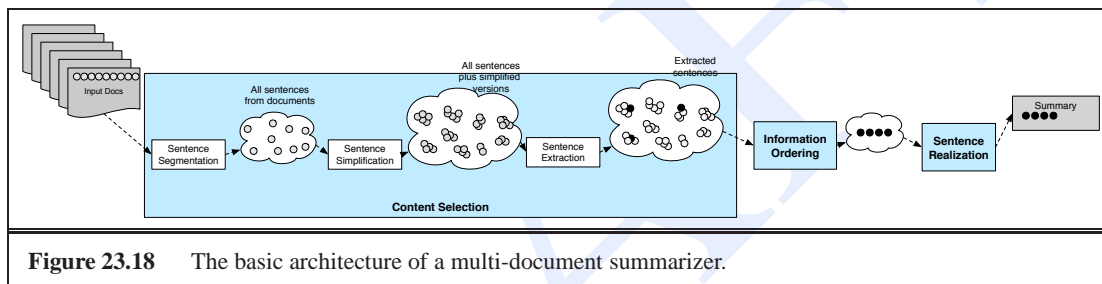 Input Docs
All sentences
from documents
All sentences
plus simplified
versions
Extracted
sentences
Sentence
Segmentation
Sentence
Simplification
Sentence
Extraction
Content Selection
Information
Ordering
Sentence
Realization
Summary
Figure 23.18 The basic architecture of a multi-document summarizer.